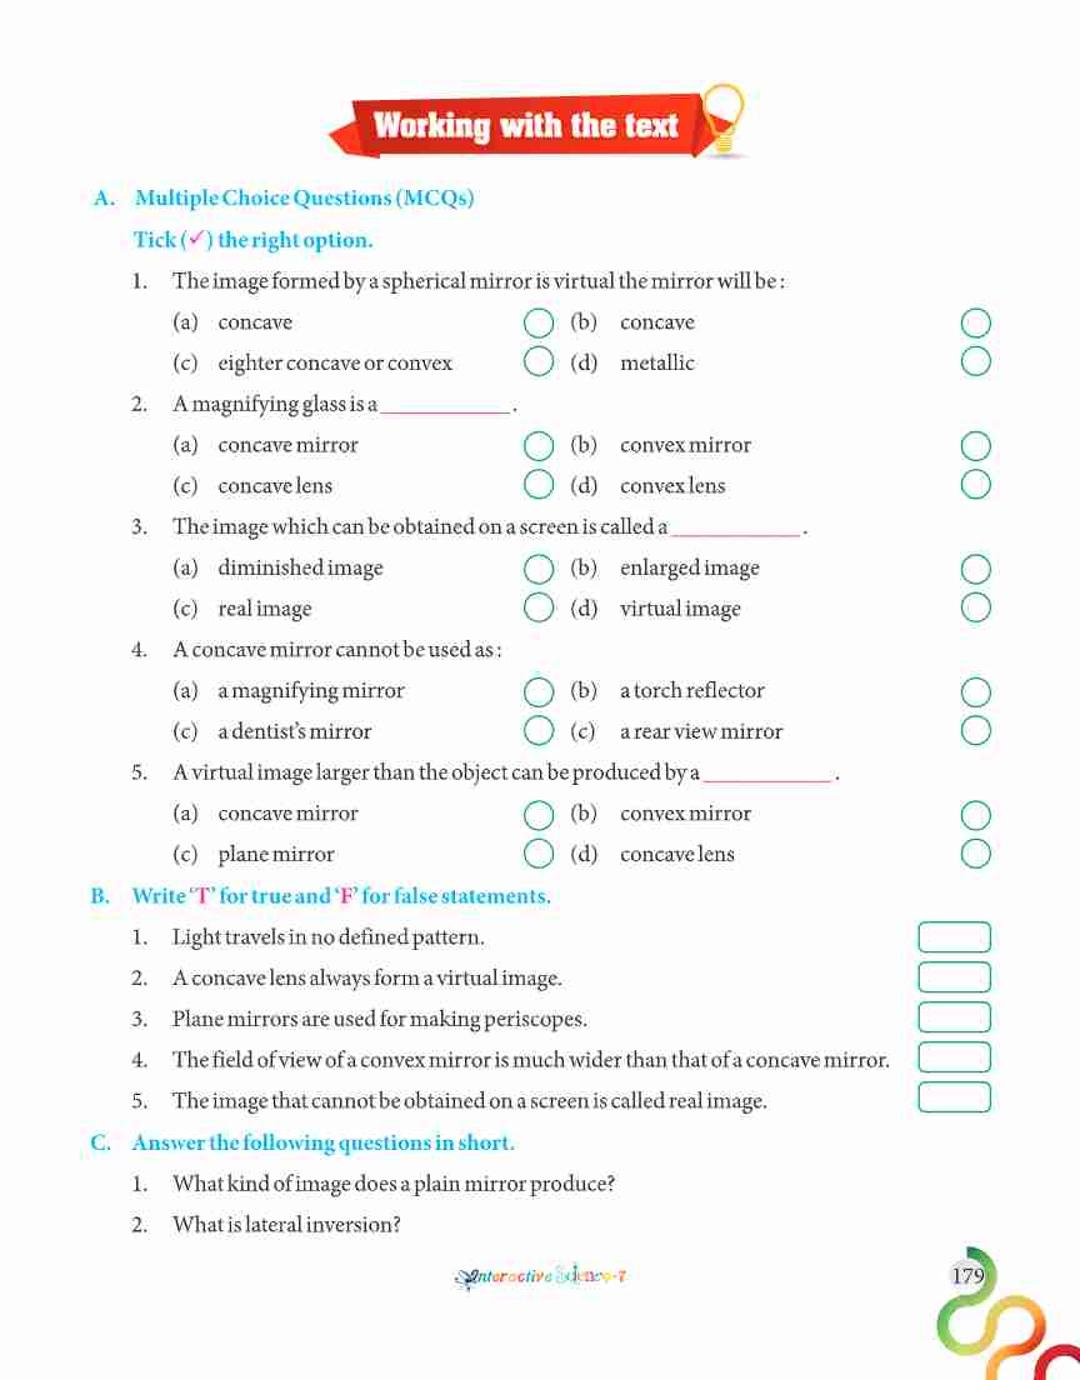 Working with the text
A. Multiple Choice Questions (MCQs)
Tick (✓) the right option.
1. The image formed by a spherical mirror is virtual the mirror will be :
(a) concave (b) concave
(c) eighter concave or convex (d) metallic
2. A magnifying glass is a __________ .
(a) concave mirror (b) convex mirror
(c) concave lens (d) convex lens
3. The image which can be obtained on a screen is called a __________ .
(a) diminished image (b) enlarged image
(c) real image (d) virtual image
4. A concave mirror cannot be used as :
(a) a magnifying mirror (b) a torch reflector
(c) a dentist's mirror (c) a rear view mirror
5. A virtual image larger than the object can be produced by a __________ .
(a) concave mirror (b) convex mirror
(c) plane mirror (d) concave lens
B. Write 'T' for true and 'F' for false statements.
1. Light travels in no defined pattern.
2. A concave lens always form a virtual image.
3. Plane mirrors are used for making periscopes.
4. The field of view of a convex mirror is much wider than that of a concave mirror.
5. The image that cannot be obtained on a screen is called real image.
C. Answer the following questions in short.
1. What kind of image does a plain mirror produce?
2. What is lateral inversion?
Interactive Science-7
179